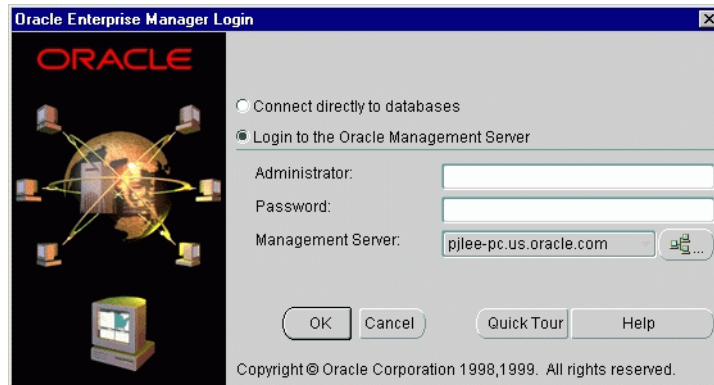 Oracle Enterprise Manager Login
ORACLE
Connect directly to databases
Login to the Oracle Management Server
Administrator:
Password:
Management Server: pjlee-pc.us.oracle.com ...
OK Cancel Quick Tour Help
Copyright © Oracle Corporation 1998,1999. All rights reserved.